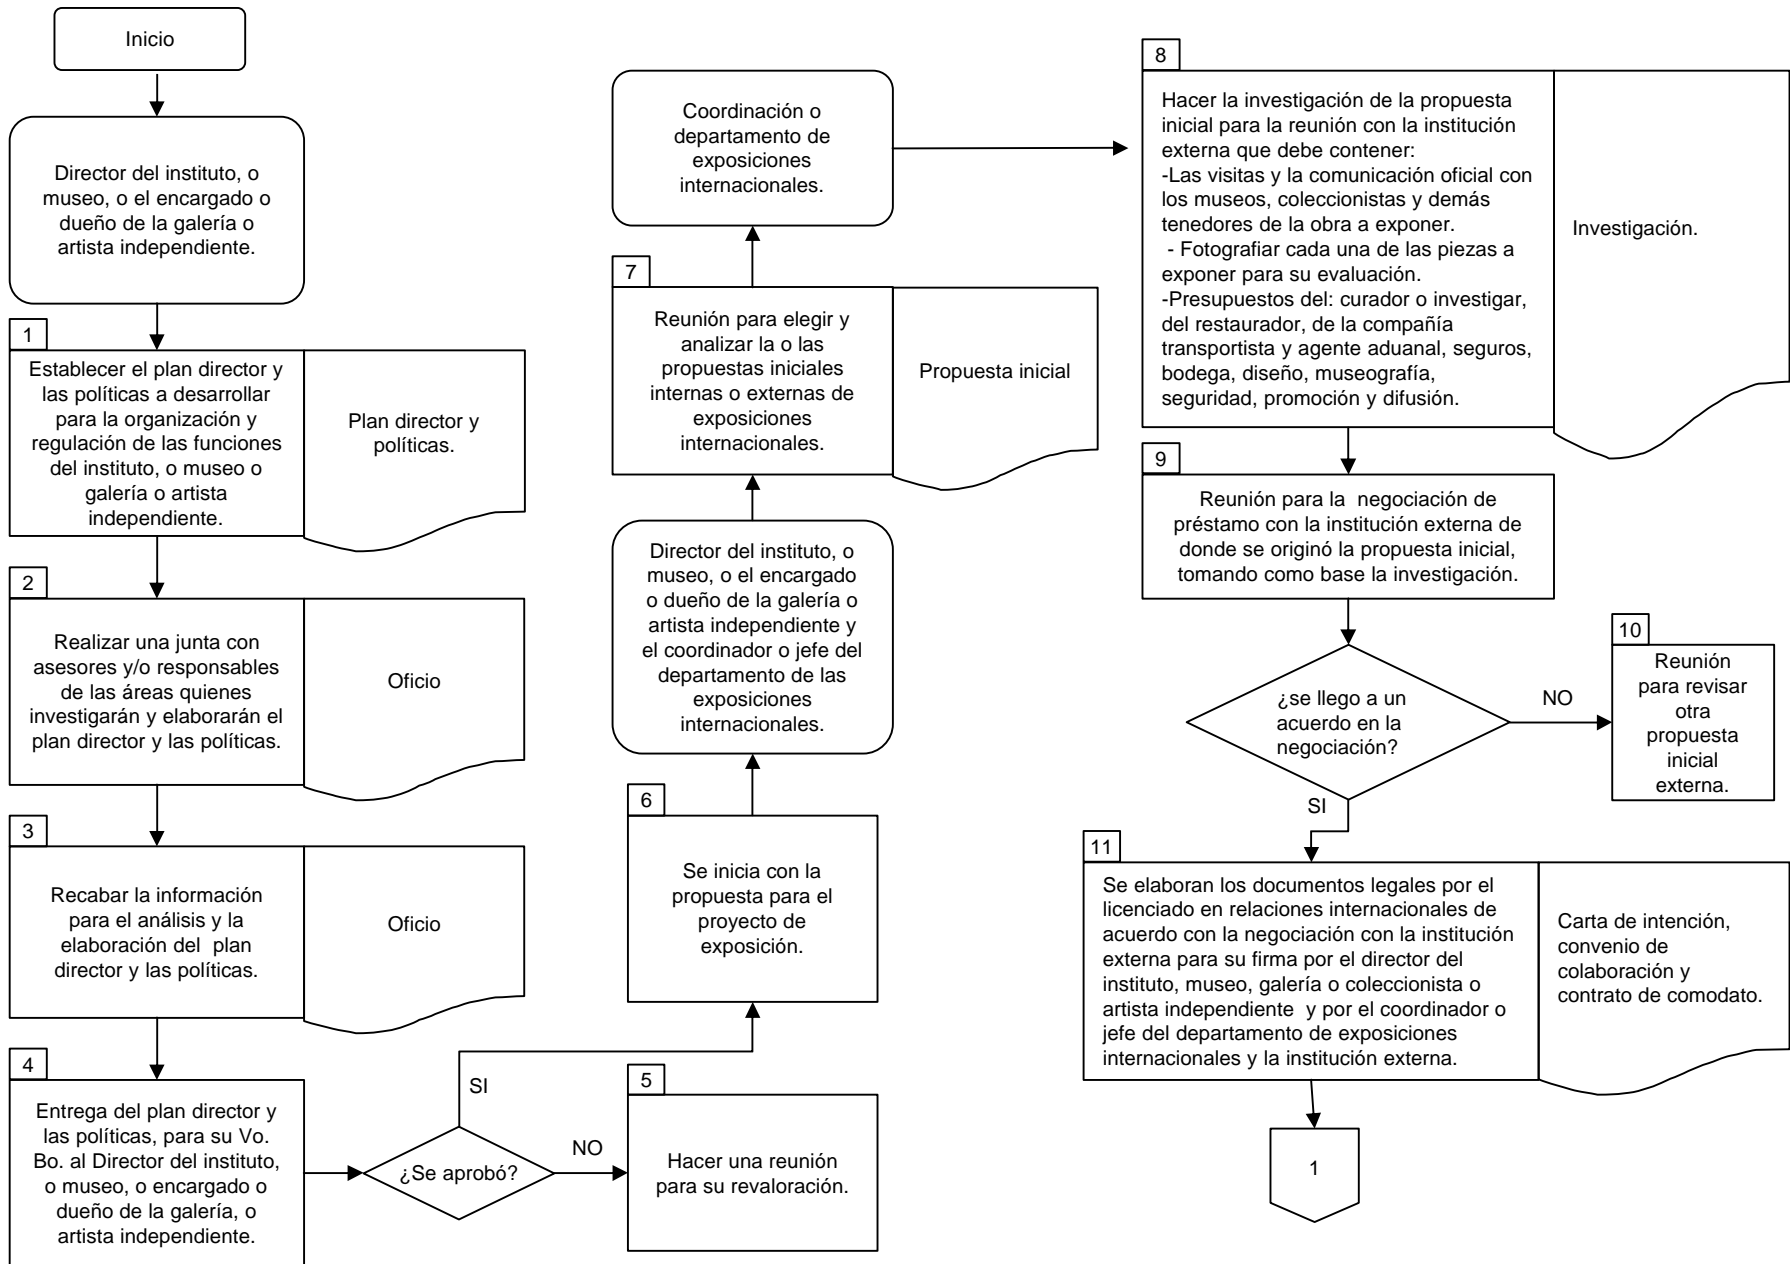 Inicio
Director del instituto, o
museo, o el encargado o
dueño de la galería o
artista independiente.
1
Establecer el plan director y
las políticas a desarrollar
para la organización y
regulación de las funciones
del instituto, o museo o
galería o artista
independiente.
Plan director y
políticas.
2
Realizar una junta con
asesores y/o responsables
de las áreas quienes
investigarán y elaborarán el
plan director y las políticas.
Oficio
3
Recabar la información
para el análisis y la
elaboración del  plan
director y las políticas.
Oficio
4
Entrega del plan director y
las políticas, para su Vo.
Bo. al Director del instituto,
o museo, o encargado o
dueño de la galería, o
artista independiente.
¿Se aprobó?
SI
NO
5
Hacer una reunión
para su revaloración.
6
Se inicia con la
propuesta para el
proyecto de
exposición.
Director del instituto, o
museo, o el encargado
o dueño de la galería o
artista independiente y
el coordinador o jefe del
departamento de las
exposiciones
internacionales.
7
Reunión para elegir y
analizar la o las
propuestas iniciales
internas o externas de
exposiciones
internacionales.
Propuesta inicial
Coordinación o
departamento de
exposiciones
internacionales.
8
Hacer la investigación de la propuesta
inicial para la reunión con la institución
externa que debe contener:
-Las visitas y la comunicación oficial con
los museos, coleccionistas y demás
tenedores de la obra a exponer.
- Fotografiar cada una de las piezas a
exponer para su evaluación.
-Presupuestos del: curador o investigar,
del restaurador, de la compañía
transportista y agente aduanal, seguros,
bodega, diseño, museografía,
seguridad, promoción y difusión.
Investigación.
9
Reunión para la  negociación de
préstamo con la institución externa de
donde se originó la propuesta inicial,
tomando como base la investigación.
¿se llego a un
acuerdo en la
negociación?
NO
SI
10
Reunión
para revisar
otra
propuesta
inicial
externa.
11
Se elaboran los documentos legales por el
licenciado en relaciones internacionales de
acuerdo con la negociación con la institución
externa para su firma por el director del
instituto, museo, galería o coleccionista o
artista independiente  y por el coordinador o
jefe del departamento de exposiciones
internacionales y la institución externa.
Carta de intención,
convenio de
colaboración y
contrato de comodato.
1